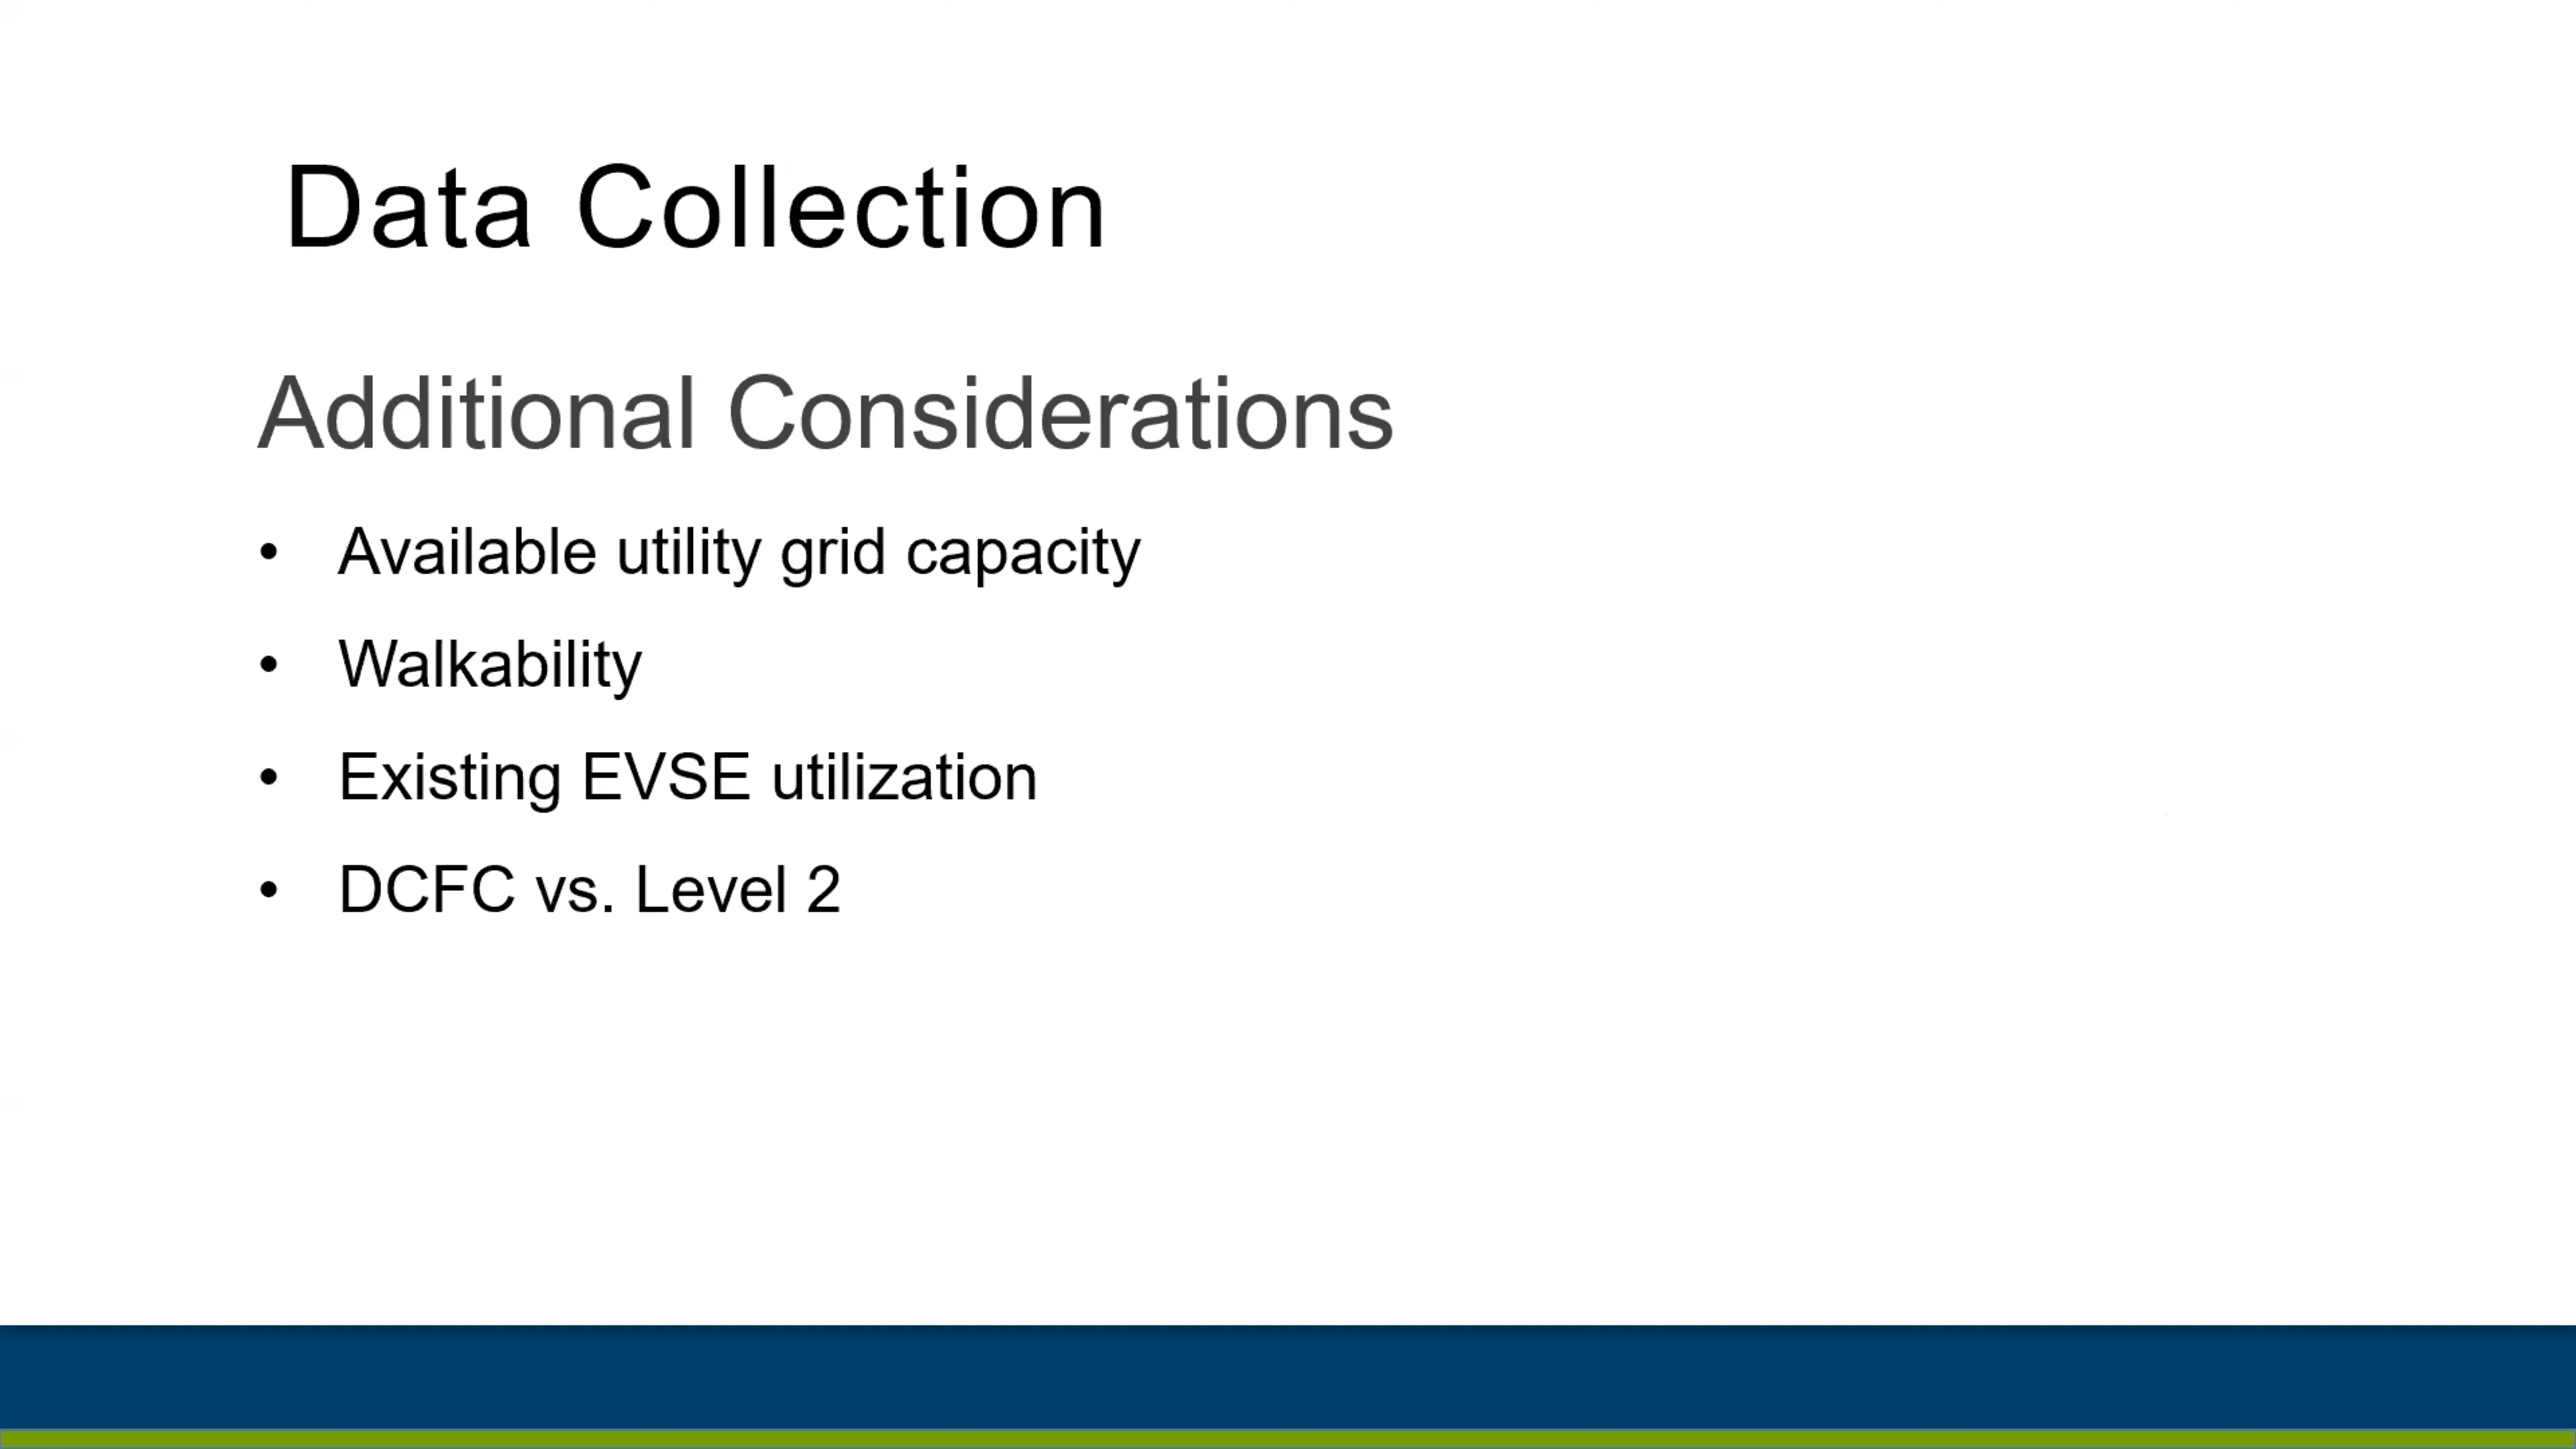 Data Collection
Additional Considerations
• Available utility grid capacity
• Walkability
• Existing EVSE utilization
• DCFC vs. Level 2